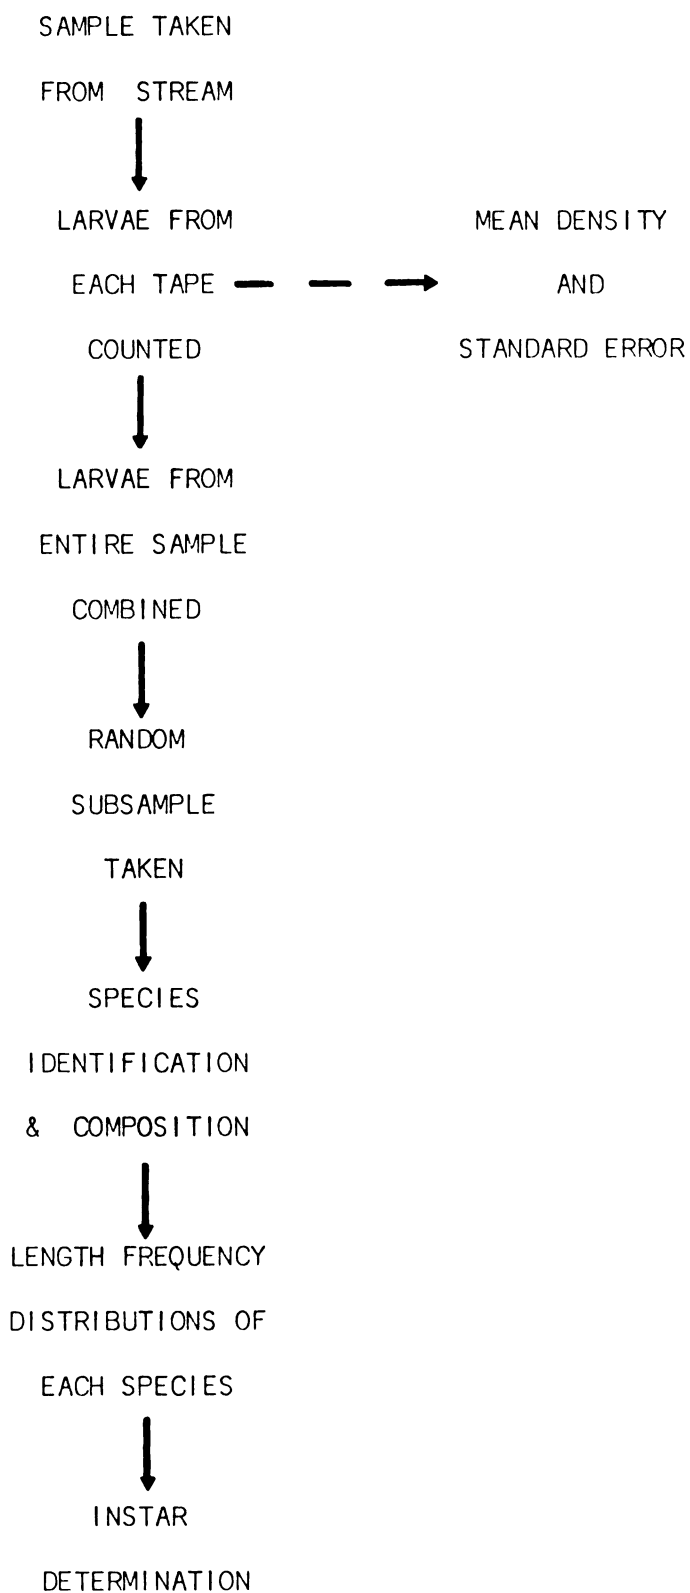 SAMPLE TAKEN
FROM STREAM
LARVAE FROM
EACH TAPE
COUNTED
MEAN DENSITY
AND
STANDARD ERROR
LARVAE FROM
ENTIRE SAMPLE
COMBINED
RANDOM
SUBSAMPLE
TAKEN
SPECIES
IDENTIFICATION
& COMPOSITION
LENGTH FREQUENCY
DISTRIBUTIONS OF
EACH SPECIES
INSTAR
DETERMINATION